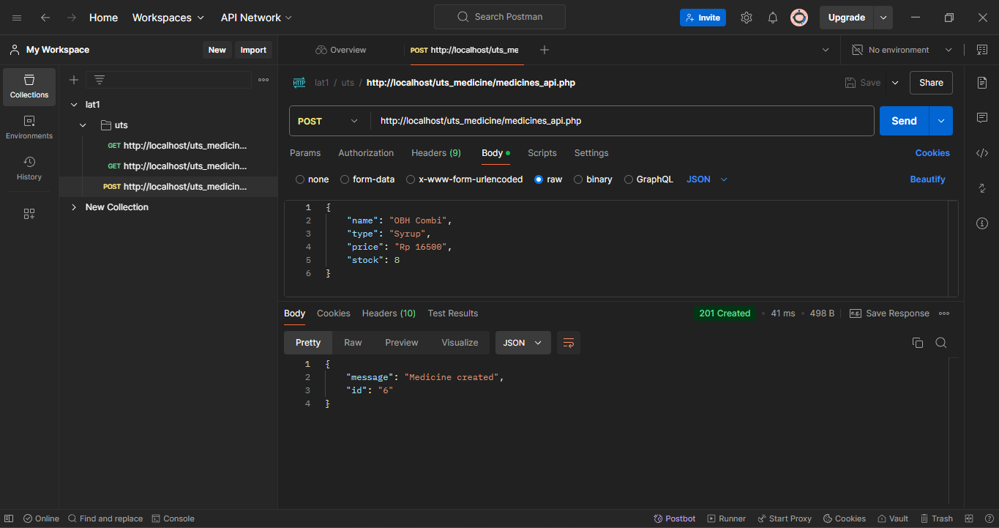 Home Workspaces API Network Search Postman Invite Upgrade
My Workspace New Import Overview POST http://localhost/uts_me No environment
Collections
Environments
History
lat1
uts
GET http://localhost/uts_medicin...
GET http://localhost/uts_medicin...
POST http://localhost/uts_medicin...
New Collection
HTTP lat1 / uts / http://localhost/uts_medicine/medicines_api.php Save Share
POST http://localhost/uts_medicine/medicines_api.php Send
Params Authorization Headers (9) Body Scripts Settings Cookies
none form-data x-www-form-urlencoded raw binary GraphQL JSON Beautify
1 {
2 "name": "OBH Combi",
3 "type": "Syrup",
4 "price": "Rp 16500",
5 "stock": 8
6 }
Body Cookies Headers (10) Test Results 201 Created 41 ms 498 B e.g. Save Response
Pretty Raw Preview Visualize JSON
1 {
2 "message": "Medicine created",
3 "id": "6"
4 }
Online Find and replace Console Postbot Runner Start Proxy Cookies Vault Trash